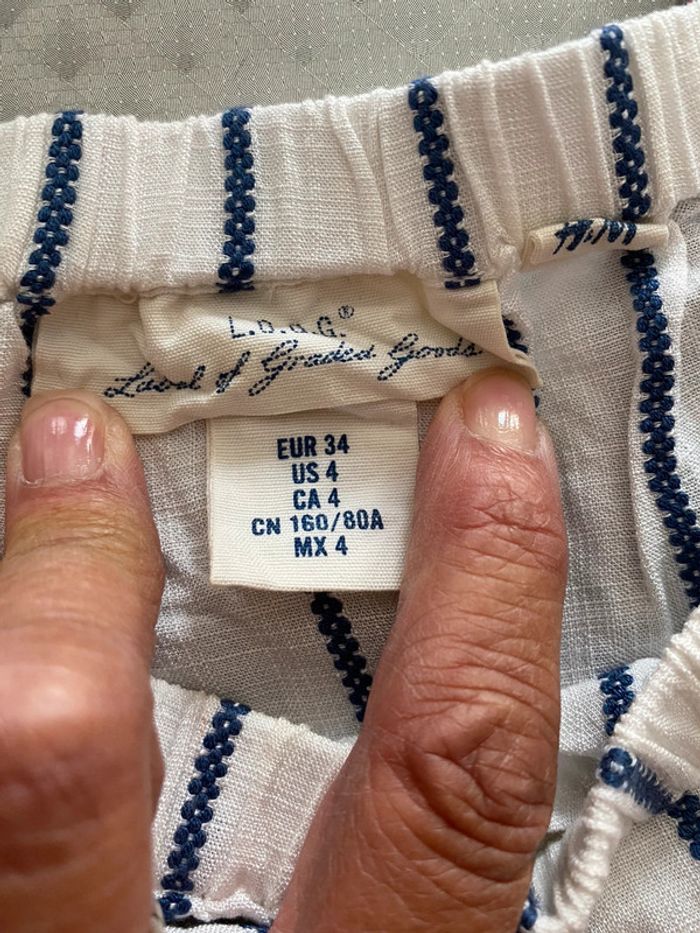 H&M
L.O.G.G.®
Label of Graded Goods
EUR 34
US 4
CA 4
CN 160/80A
MX 4